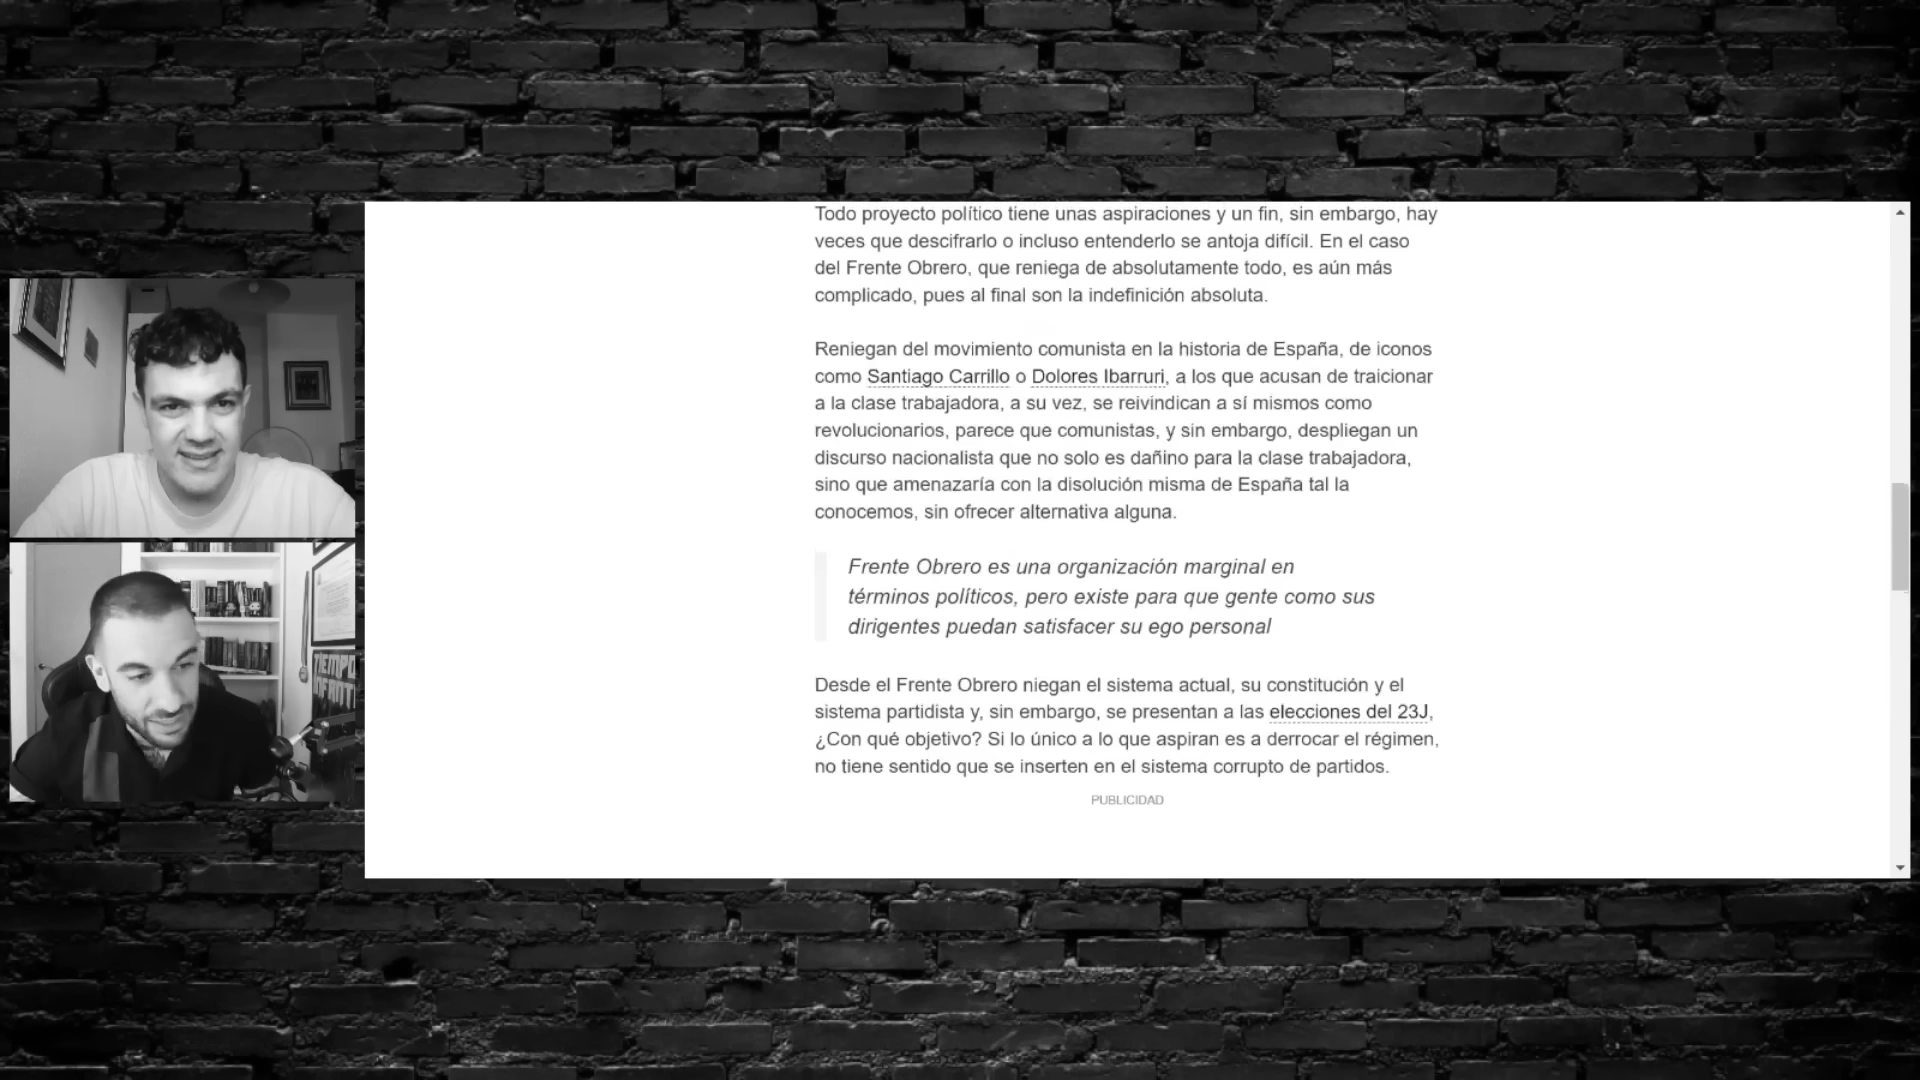 Todo proyecto político tiene unas aspiraciones y un fin, sin embargo, hay
veces que descifrarlo o incluso entenderlo se antoja difícil. En el caso
del Frente Obrero, que reniega de absolutamente todo, es aún más
complicado, pues al final son la indefinición absoluta.
Reniegan del movimiento comunista en la historia de España, de iconos
como Santiago Carrillo o Dolores Ibarruri, a los que acusan de traicionar
a la clase trabajadora, a su vez, se reivindican a sí mismos como
revolucionarios, parece que comunistas, y sin embargo, despliegan un
discurso nacionalista que no solo es dañino para la clase trabajadora,
sino que amenazaría con la disolución misma de España tal la
conocemos, sin ofrecer alternativa alguna.
Frente Obrero es una organización marginal en
términos políticos, pero existe para que gente como sus
dirigentes puedan satisfacer su ego personal
Desde el Frente Obrero niegan el sistema actual, su constitución y el
sistema partidista y, sin embargo, se presentan a las elecciones del 23J,
¿Con qué objetivo? Si lo único a lo que aspiran es a derrocar el régimen,
no tiene sentido que se inserten en el sistema corrupto de partidos.
PUBLICIDAD
TIEMPO